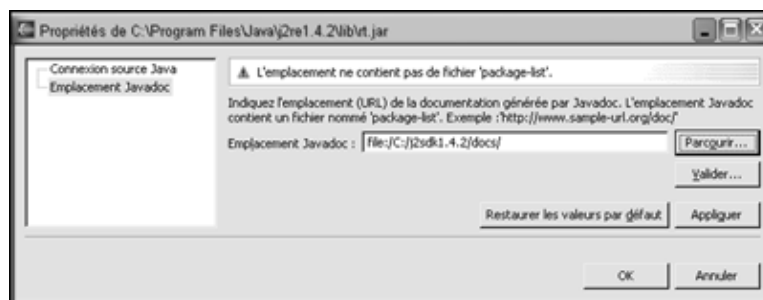 Propriétés de C:\Program Files\Java\j2re1.4.2\lib\rt.jar
Connexion source Java
Emplacement Javadoc
L'emplacement ne contient pas de fichier 'package-list'.
Indiquez l'emplacement (URL) de la documentation générée par Javadoc. L'emplacement Javadoc
contient un fichier nommé 'package-list'. Exemple :'http://www.sample-url.org/doc/'
Emplacement Javadoc : file:/C:/j2sdk1.4.2/docs/ Parcourir...
Valider...
Restaurer les valeurs par défaut Appliquer
OK Annuler